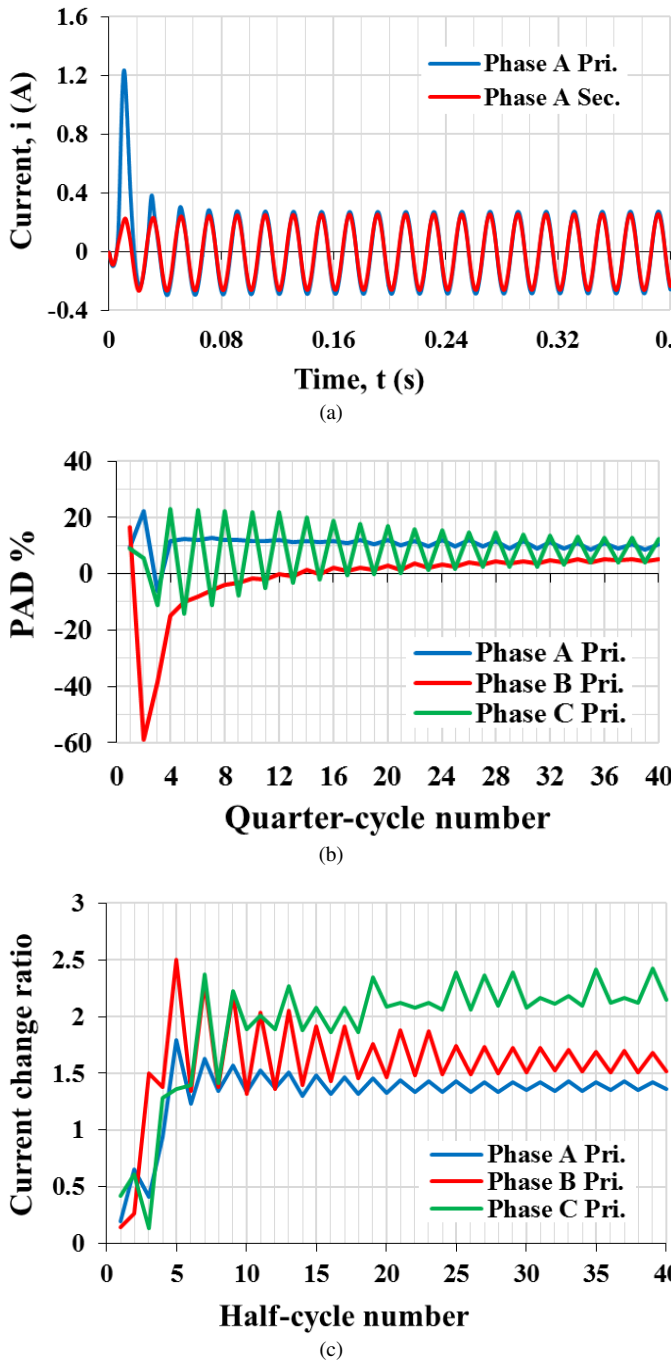 1.6
1.2
0.8
0.4
0
-0.4
Current, i (A)
Phase A Pri.
Phase A Sec.
0 0.08 0.16 0.24 0.32 0.
Time, t (s)
(a)
40
20
0
-20
-40
-60
PAD %
Phase A Pri.
Phase B Pri.
Phase C Pri.
0 4 8 12 16 20 24 28 32 36 40
Quarter-cycle number
(b)
3
2.5
2
1.5
1
0.5
0
Current change ratio
Phase A Pri.
Phase B Pri.
Phase C Pri.
0 5 10 15 20 25 30 35 40
Half-cycle number
(c)